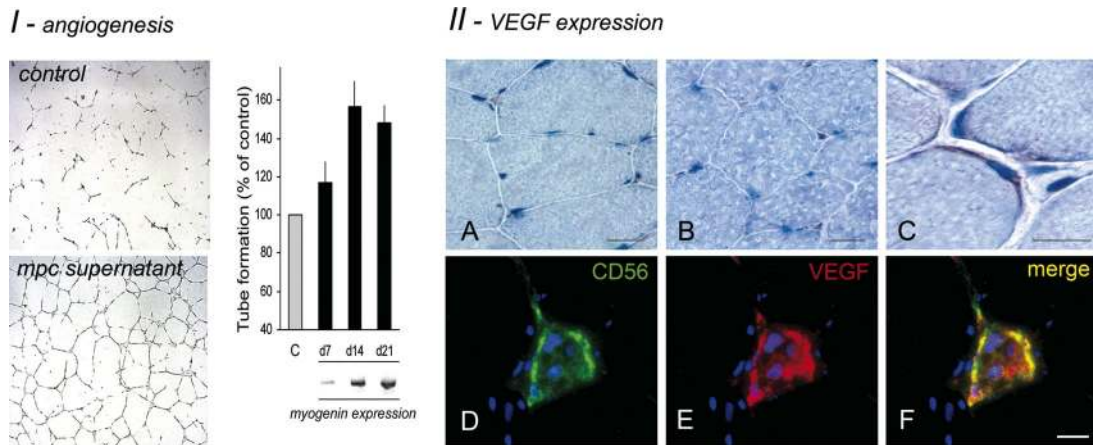 I - angiogenesis
control
mpc supernatant
Tube formation (% of control)
160
140
120
100
80
60
40
C d7 d14 d21
myogenin expression
II - VEGF expression
A B C
CD56 VEGF merge
D E F